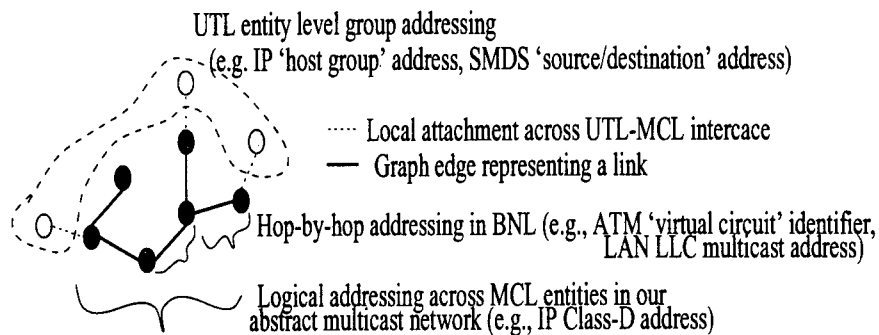 UTL entity level group addressing
(e.g. IP ‘host group’ address, SMDS ‘source/destination’ address)
Local attachment across UTL-MCL intercace
Graph edge representing a link
Hop-by-hop addressing in BNL (e.g., ATM ‘virtual circuit’ identifier,
LAN LLC multicast address)
Logical addressing across MCL entities in our
abstract multicast network (e.g., IP Class-D address)